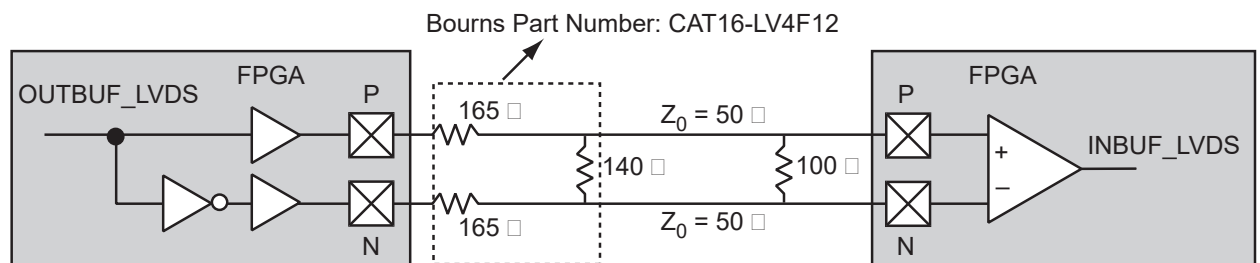 Bourns Part Number: CAT16-LV4F12
FPGA
FPGA
OUTBUF_LVDS
P
165 □
Z0 = 50 □
P
140 □
100 □
+
−
INBUF_LVDS
165 □
Z0 = 50 □
N
N